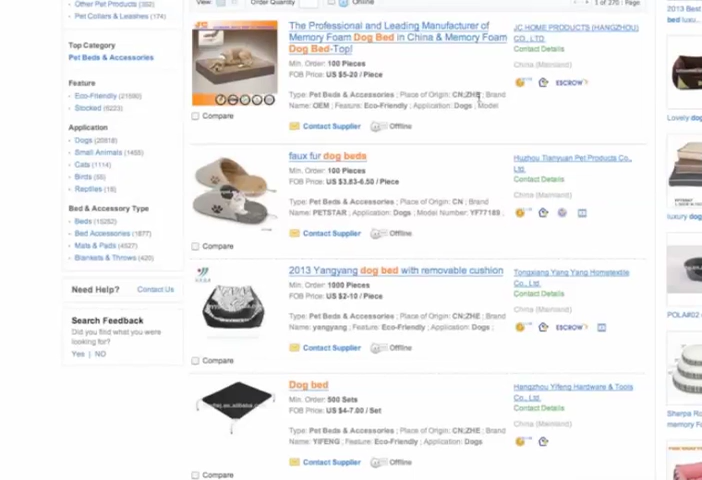 Other Pet Products (302)
Pet Collars & Leashes (174)
Top Category
Pet Beds & Accessories
Feature
Eco-Friendly (21590)
Stocked (6223)
Application
Dogs (20918)
Small Animals (1455)
Cats (1114)
Birds (55)
Reptiles (16)
Bed & Accessory Type
Beds (15282)
Bed Accessories (1877)
Mats & Pads (4527)
Blankets & Throws (420)
Need Help? Contact Us
Search Feedback
Did you find what you were
looking for?
Yes | NO
View
Order Quantity
Online
1 of 270 Page
The Professional and Leading Manufacturer of
Memory Foam Dog Bed in China & Memory Foam
Dog Bed-Top!
Min. Order: 100 Pieces
FOB Price: US $5-20 / Piece
Type: Pet Beds & Accessories ; Place of Origin: CN;ZHE ; Brand
Name: OEM ; Feature: Eco-Friendly ; Application: Dogs ; Model
Contact Supplier Offline
Compare
JC HOME PRODUCTS (HANGZHOU)
CO., LTD.
Contact Details
China (Mainland)
ESCROW
faux fur dog beds
Min. Order: 100 Pieces
FOB Price: US $3.83-6.50 / Piece
Type: Pet Beds & Accessories ; Place of Origin: CN ; Brand
Name: PETSTAR ; Application: Dogs ; Model Number: YF77189 ;
Contact Supplier Offline
Compare
Huzhou Tianyuan Pet Products Co.,
Ltd.
Contact Details
China (Mainland)
2013 Yangyang dog bed with removable cushion
Min. Order: 1000 Pieces
FOB Price: US $2-10 / Piece
Type: Pet Beds & Accessories ; Place of Origin: CN;ZHE ; Brand
Name: yangyang ; Feature: Eco-Friendly ; Application: Dogs ;
Contact Supplier Offline
Compare
Tongxiang Yang Yang Hometextile
Co., Ltd.
Contact Details
China (Mainland)
ESCROW
Dog bed
Min. Order: 500 Sets
FOB Price: US $4-7.00 / Set
Type: Pet Beds & Accessories ; Place of Origin: CN;ZHE ; Brand
Name: YIFENG ; Feature: Eco-Friendly ; Application: Dogs
Contact Supplier Offline
Compare
Hangzhou Yifeng Hardware & Tools
Co., Ltd.
Contact Details
China (Mainland)
2013 Best
bed luxu..
Lovely dog
luxury dog
POLA#02
Sherpa Ro
memory Fo